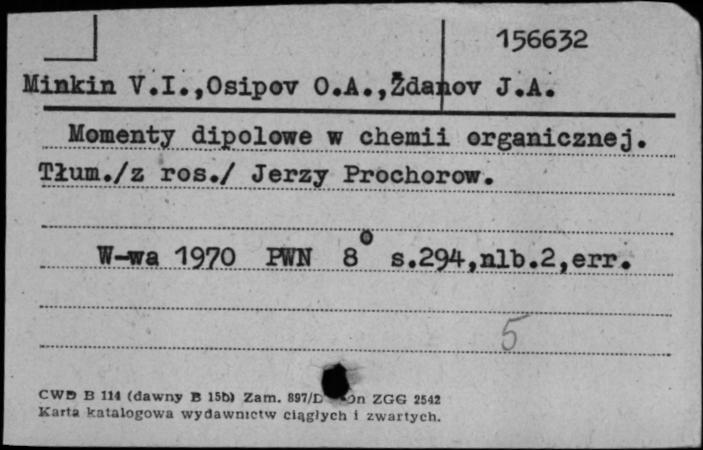 156632
Minkin V.I.,Osipov O.A.,Ždanov J.A.
Momenty dipolowe w chemii organicznej.
Tłum./z ros./ Jerzy Prochorow.
W-wa 1970 PWN 8° s.294,nlb.2,err.
5
CWD B 114 (dawny B 15b) Zam. 897/D ZGG 2542
Karta katalogowa wydawnictw ciągłych i zwartych.